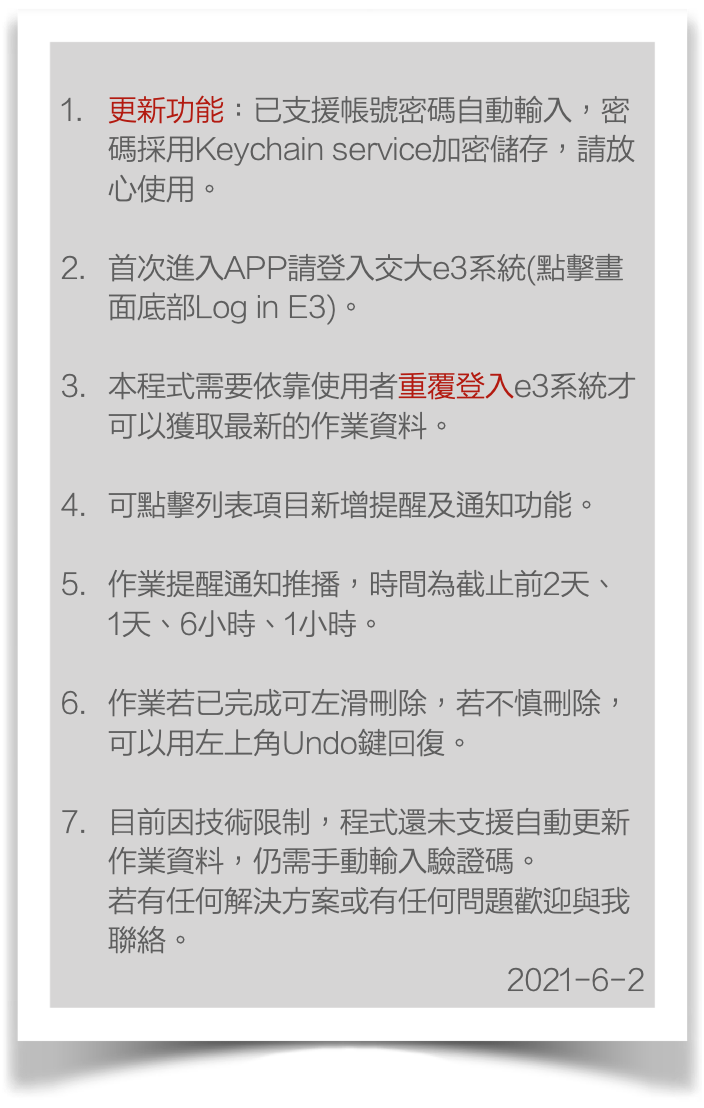 1. 更新功能：已支援帳號密碼自動輸入，密
碼採用Keychain service加密儲存，請放
心使用。
2. 首次進入APP請登入交大e3系統(點擊畫
面底部Log in E3)。
3. 本程式需要依靠使用者重覆登入e3系統才
可以獲取最新的作業資料。
4. 可點擊列表項目新增提醒及通知功能。
5. 作業提醒通知推播，時間為截止前2天、
1天、6小時、1小時。
6. 作業若已完成可左滑刪除，若不慎刪除，
可以用左上角Undo鍵回復。
7. 目前因技術限制，程式還未支援自動更新
作業資料，仍需手動輸入驗證碼。
若有任何解決方案或有任何問題歡迎與我
聯絡。
2021-6-2